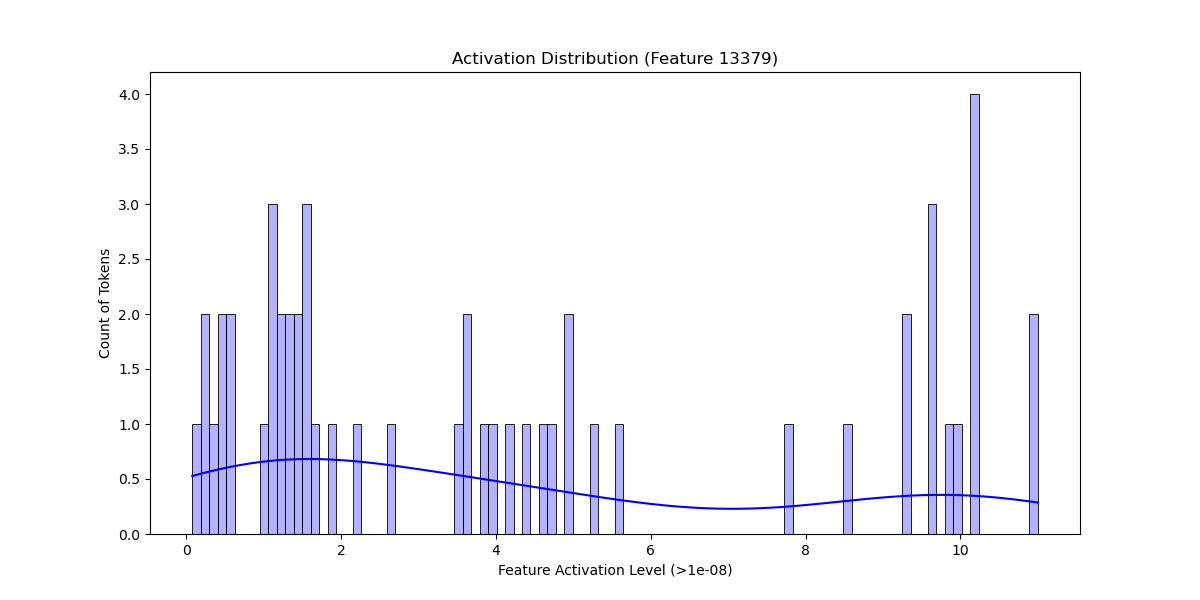 Activation Distribution (Feature 13379)
Count of Tokens
4.0
3.5
3.0
2.5
2.0
1.5
1.0
0.5
0.0
0 2 4 6 8 10
Feature Activation Level (>1e-08)